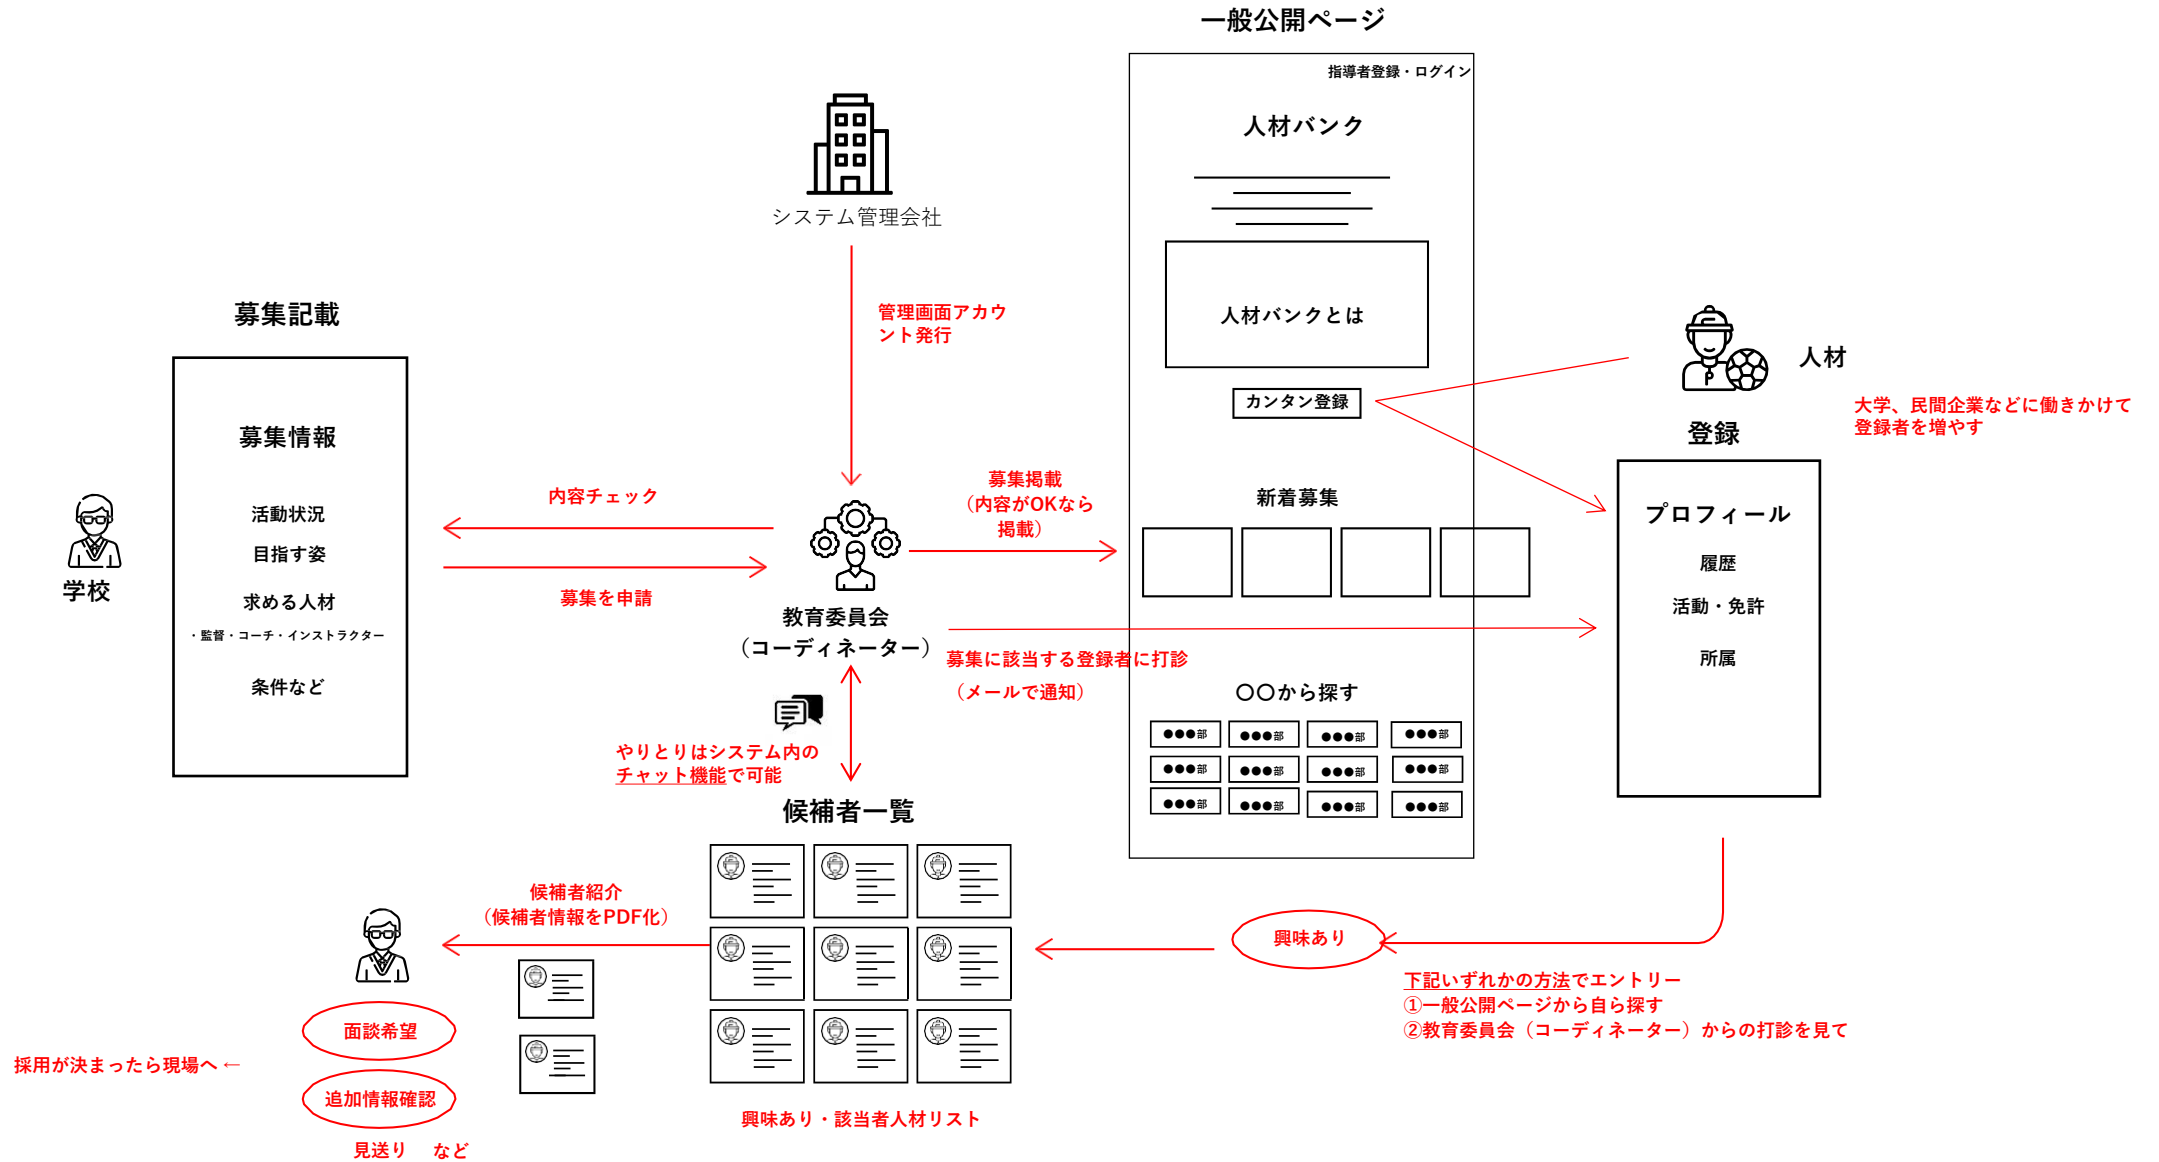 一般公開ページ
指導者登録・ログイン
人材バンク
システム管理会社
人材バンクとは
管理画面アカウ
ント発行
募集記載
カンタン登録
人材
大学、民間企業などに働きかけて
登録者を増やす
登録
募集情報
活動状況
目指す姿
求める人材
・監督・コーチ・インストラクター
条件など
学校
内容チェック
募集を申請
教育委員会
（コーディネーター）
募集掲載
（内容がOKなら
掲載）
新着募集
プロフィール
履歴
活動・免許
所属
募集に該当する登録者に打診
（メールで通知）
〇〇から探す
●●●部 ●●●部 ●●●部 ●●●部
●●●部 ●●●部 ●●●部 ●●●部
●●●部 ●●●部 ●●●部 ●●●部
やりとりはシステム内の
チャット機能で可能
候補者一覧
候補者紹介
（候補者情報をPDF化）
興味あり
下記いずれかの方法でエントリー
①一般公開ページから自ら探す
②教育委員会（コーディネーター）からの打診を見て
面談希望
採用が決まったら現場へ ←
追加情報確認
見送り など
興味あり・該当者人材リスト